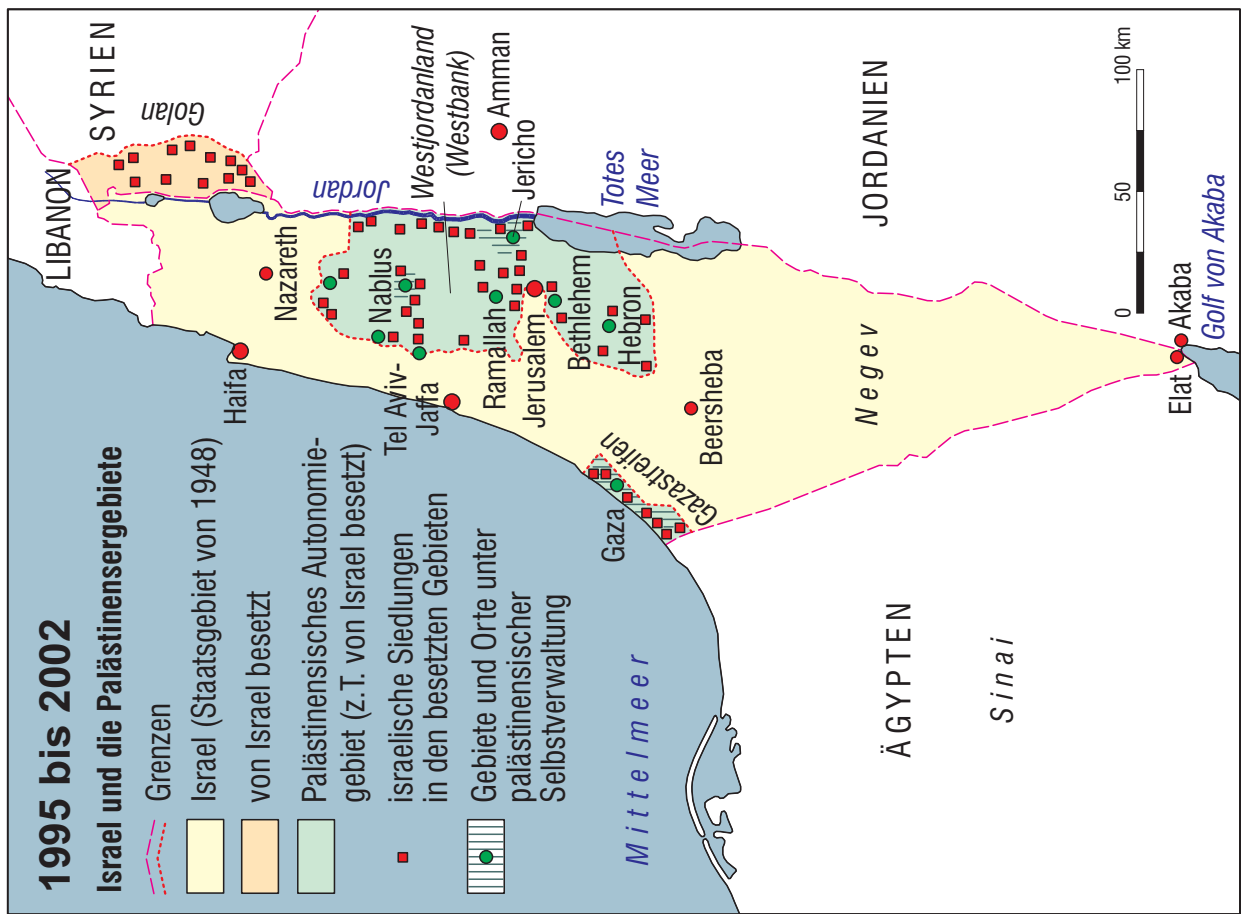 1995 bis 2002
Israel und die Palästinensergebiete
Grenzen
Israel (Staatsgebiet von 1948)
von Israel besetzt
Palästinensisches Autonomie-
gebiet (z.T. von Israel besetzt)
israelische Siedlungen
in den besetzten Gebieten
Gebiete und Orte unter
palästinensischer
Selbstverwaltung
LIBANON
SYRIEN
Golan
Haifa
Nazareth
Jordan
Nablus
Westjordanland
(Westbank)
Tel Aviv-
Jaffa
Ramallah
Jericho
Amman
Jerusalem
Bethlehem
Totes
Meer
Hebron
Gaza
Gazastreifen
Beersheba
Mittelmeer
Negev
JORDANIEN
ÄGYPTEN
Sinai
Elat
Akaba
Golf von Akaba
0
50
100 km